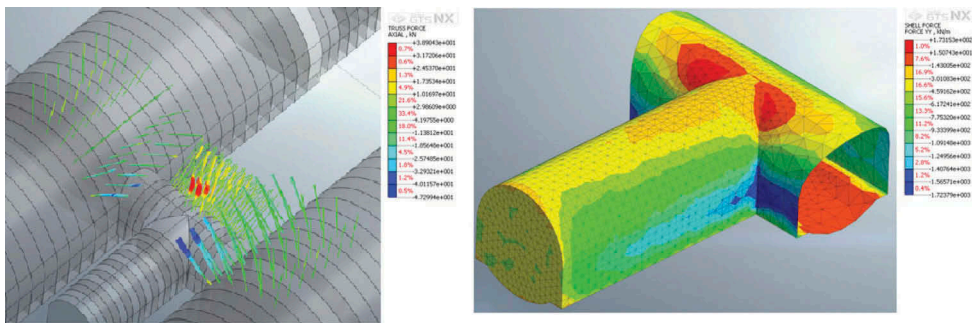 GTS NX
TRUSS FORCE
AXIAL , KN
+3.89043e+001
0.7%
+3.17206e+001
0.6%
+2.45370e+001
1.3%
+1.73534e+001
4.9%
+1.01697e+001
21.6%
+2.98609e+000
33.4%
-4.19755e+000
18.0%
-1.13812e+001
11.4%
-1.85648e+001
4.5%
-2.57485e+001
1.8%
-3.29321e+001
1.2%
-4.01157e+001
0.5%
-4.72994e+001
GTS NX
SHELL FORCE
FORCE YY , KN/m
+1.73153e+002
1.0%
+1.50743e+001
7.6%
-1.43005e+002
16.9%
-3.01083e+002
16.6%
-4.59162e+002
15.6%
-6.17241e+002
13.3%
-7.75320e+002
11.2%
-9.33399e+002
8.2%
-1.09148e+003
5.2%
-1.24956e+003
2.8%
-1.40764e+003
1.2%
-1.56571e+003
0.4%
-1.72379e+003